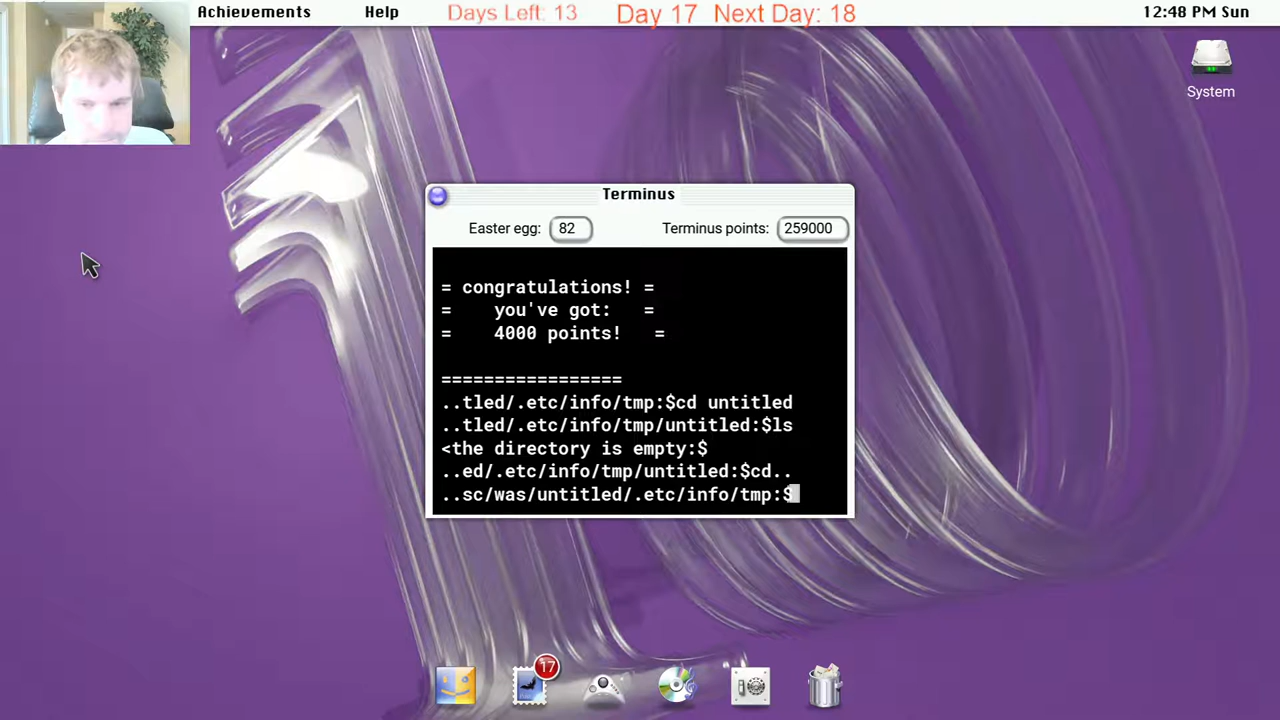 Achievements Help Days Left: 13 Day 17 Next Day: 18 12:48 PM Sun
System
Terminus
Easter egg: 82 Terminus points: 259000
= congratulations! =
= you've got: =
= 4000 points! =
=================
..tled/.etc/info/tmp:$cd untitled
..tled/.etc/info/tmp/untitled:$ls
<the directory is empty:$
..ed/.etc/info/tmp/untitled:$cd..
..sc/was/untitled/.etc/info/tmp:$
17